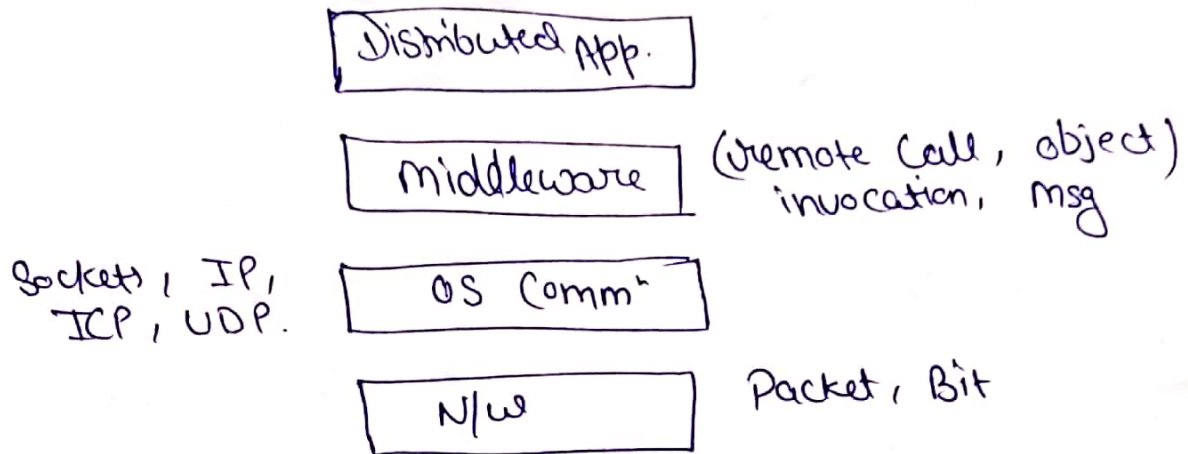 Distributed App.
middleware
(remote call, object)
invocation, msg
Sockets, IP,
TCP, UDP.
OS Commⁿ
N/W
Packet, Bit